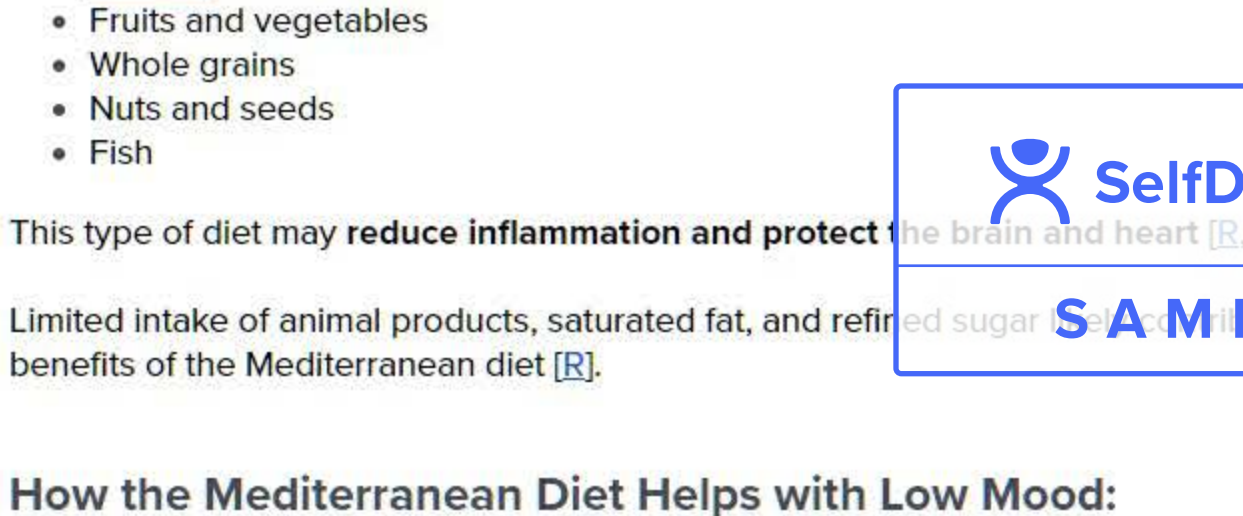 Fruits and vegetables
Whole grains
Nuts and seeds
Fish
SelfD
This type of diet may reduce inflammation and protect the brain and heart [R,
Limited intake of animal products, saturated fat, and refined sugar
SAM
benefits of the Mediterranean diet [R].
How the Mediterranean Diet Helps with Low Mood: